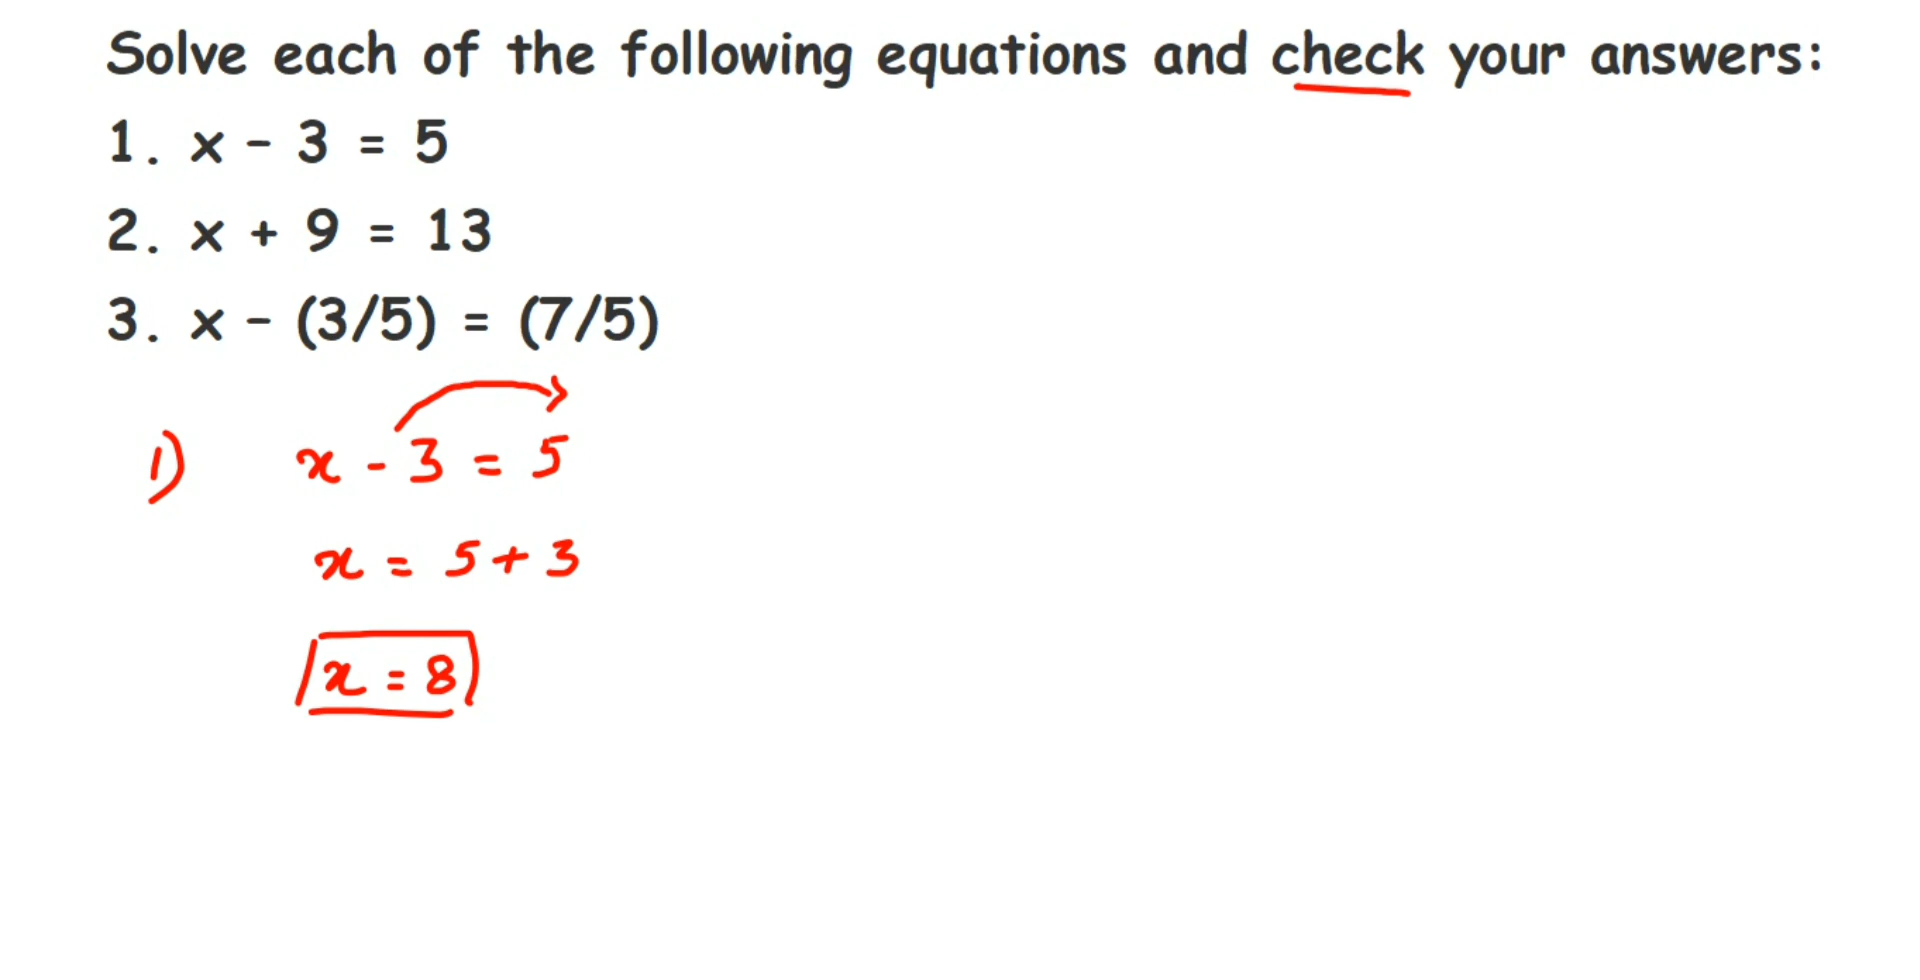 Solve each of the following equations and check your answers:
1. x - 3 = 5
2. x + 9 = 13
3. x - (3/5) = (7/5)
1) x - 3 = 5
x = 5 + 3
x = 8